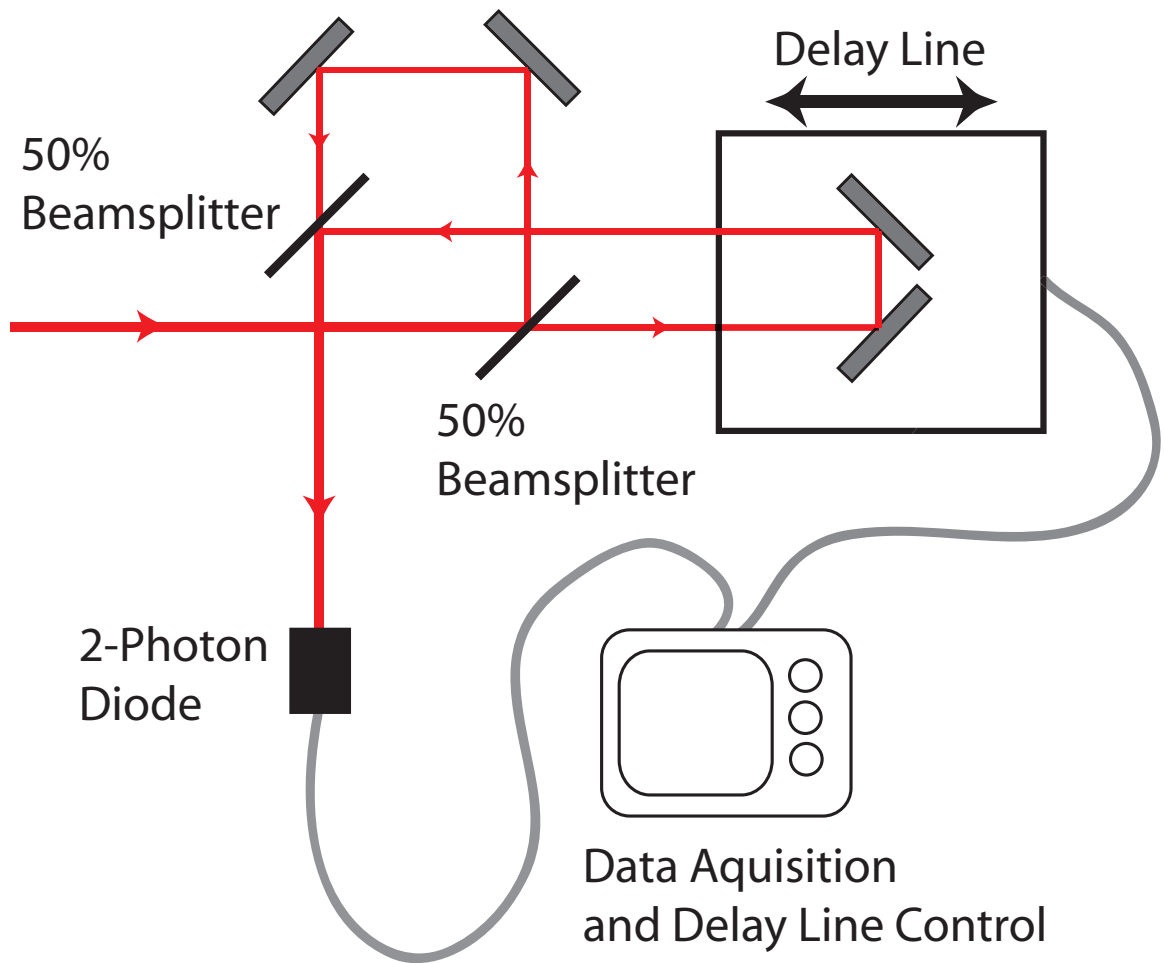 Delay Line
50%
Beamsplitter
50%
Beamsplitter
2-Photon
Diode
Data Aquisition
and Delay Line Control